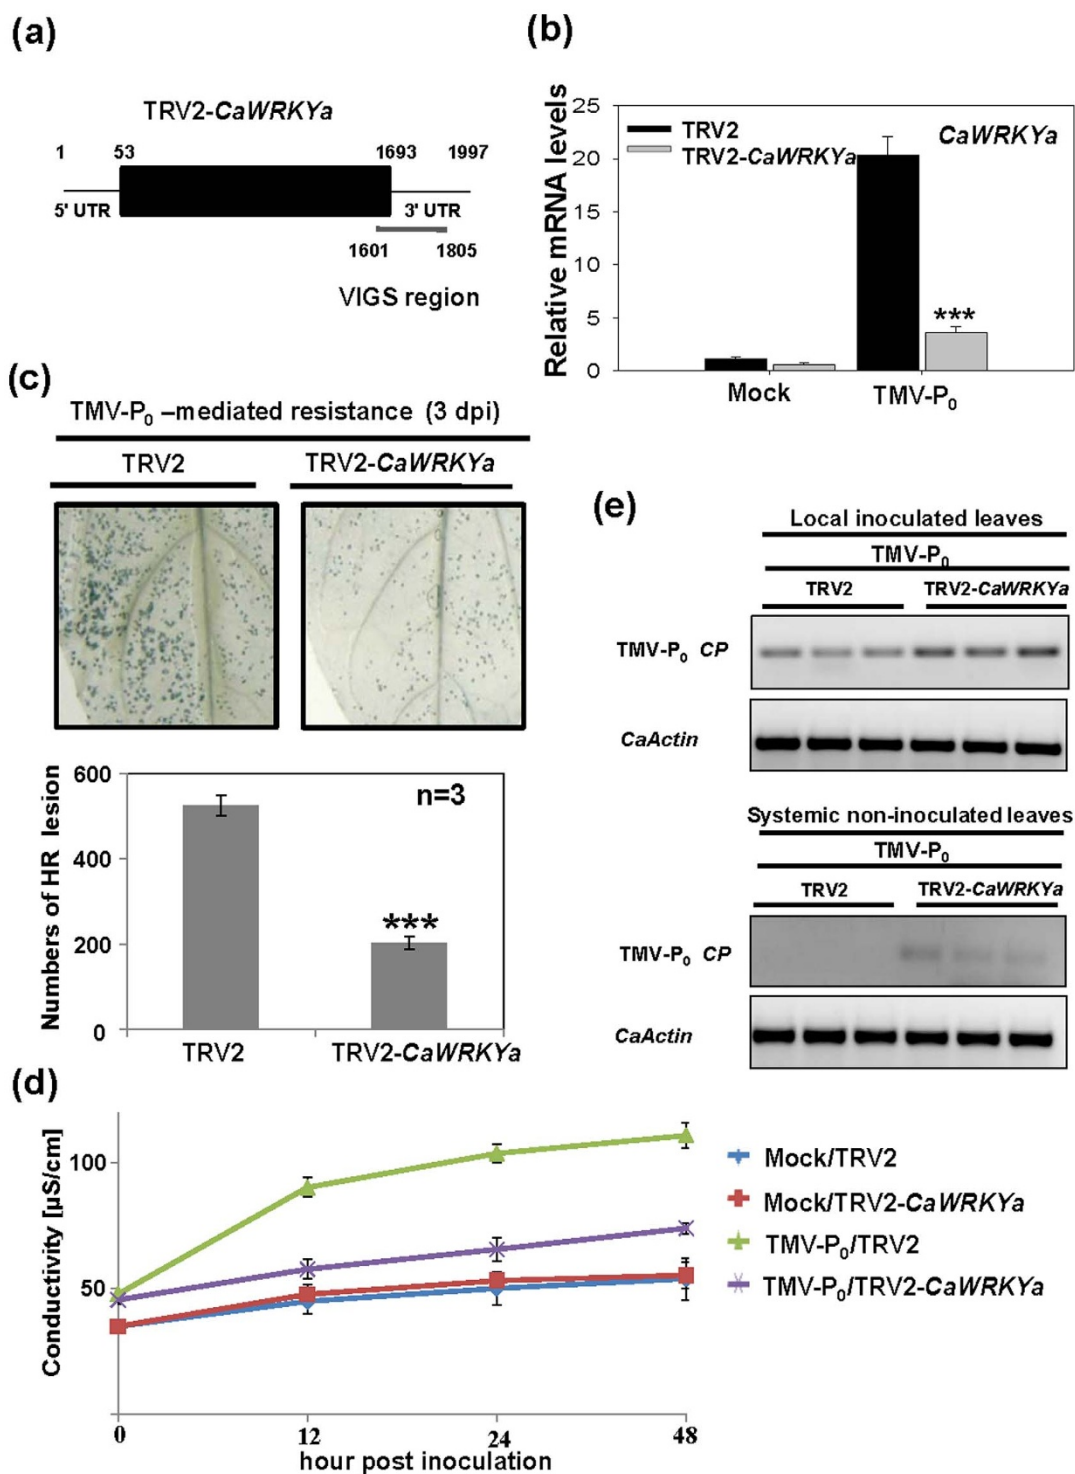 (a)
TRV2-CaWRKYa
1 53 1693 1997
5' UTR 3' UTR
1601 1805
VIGS region
(b)
Relative mRNA levels
25
20
15
10
5
0
TRV2
TRV2-CaWRKYa
CaWRKYa
***
Mock TMV-P₀
(c)
TMV-P₀ –mediated resistance (3 dpi)
TRV2 TRV2-CaWRKYa
Numbers of HR lesion
600
400
200
0
n=3
***
TRV2 TRV2-CaWRKYa
(d)
Conductivity [µS/cm]
100
50
0 12 24 48
hour post inoculation
Mock/TRV2
Mock/TRV2-CaWRKYa
TMV-P₀/TRV2
TMV-P₀/TRV2-CaWRKYa
(e)
Local inoculated leaves
TMV-P₀
TRV2 TRV2-CaWRKYa
TMV-P₀ CP
CaActin
Systemic non-inoculated leaves
TMV-P₀
TRV2 TRV2-CaWRKYa
TMV-P₀ CP
CaActin